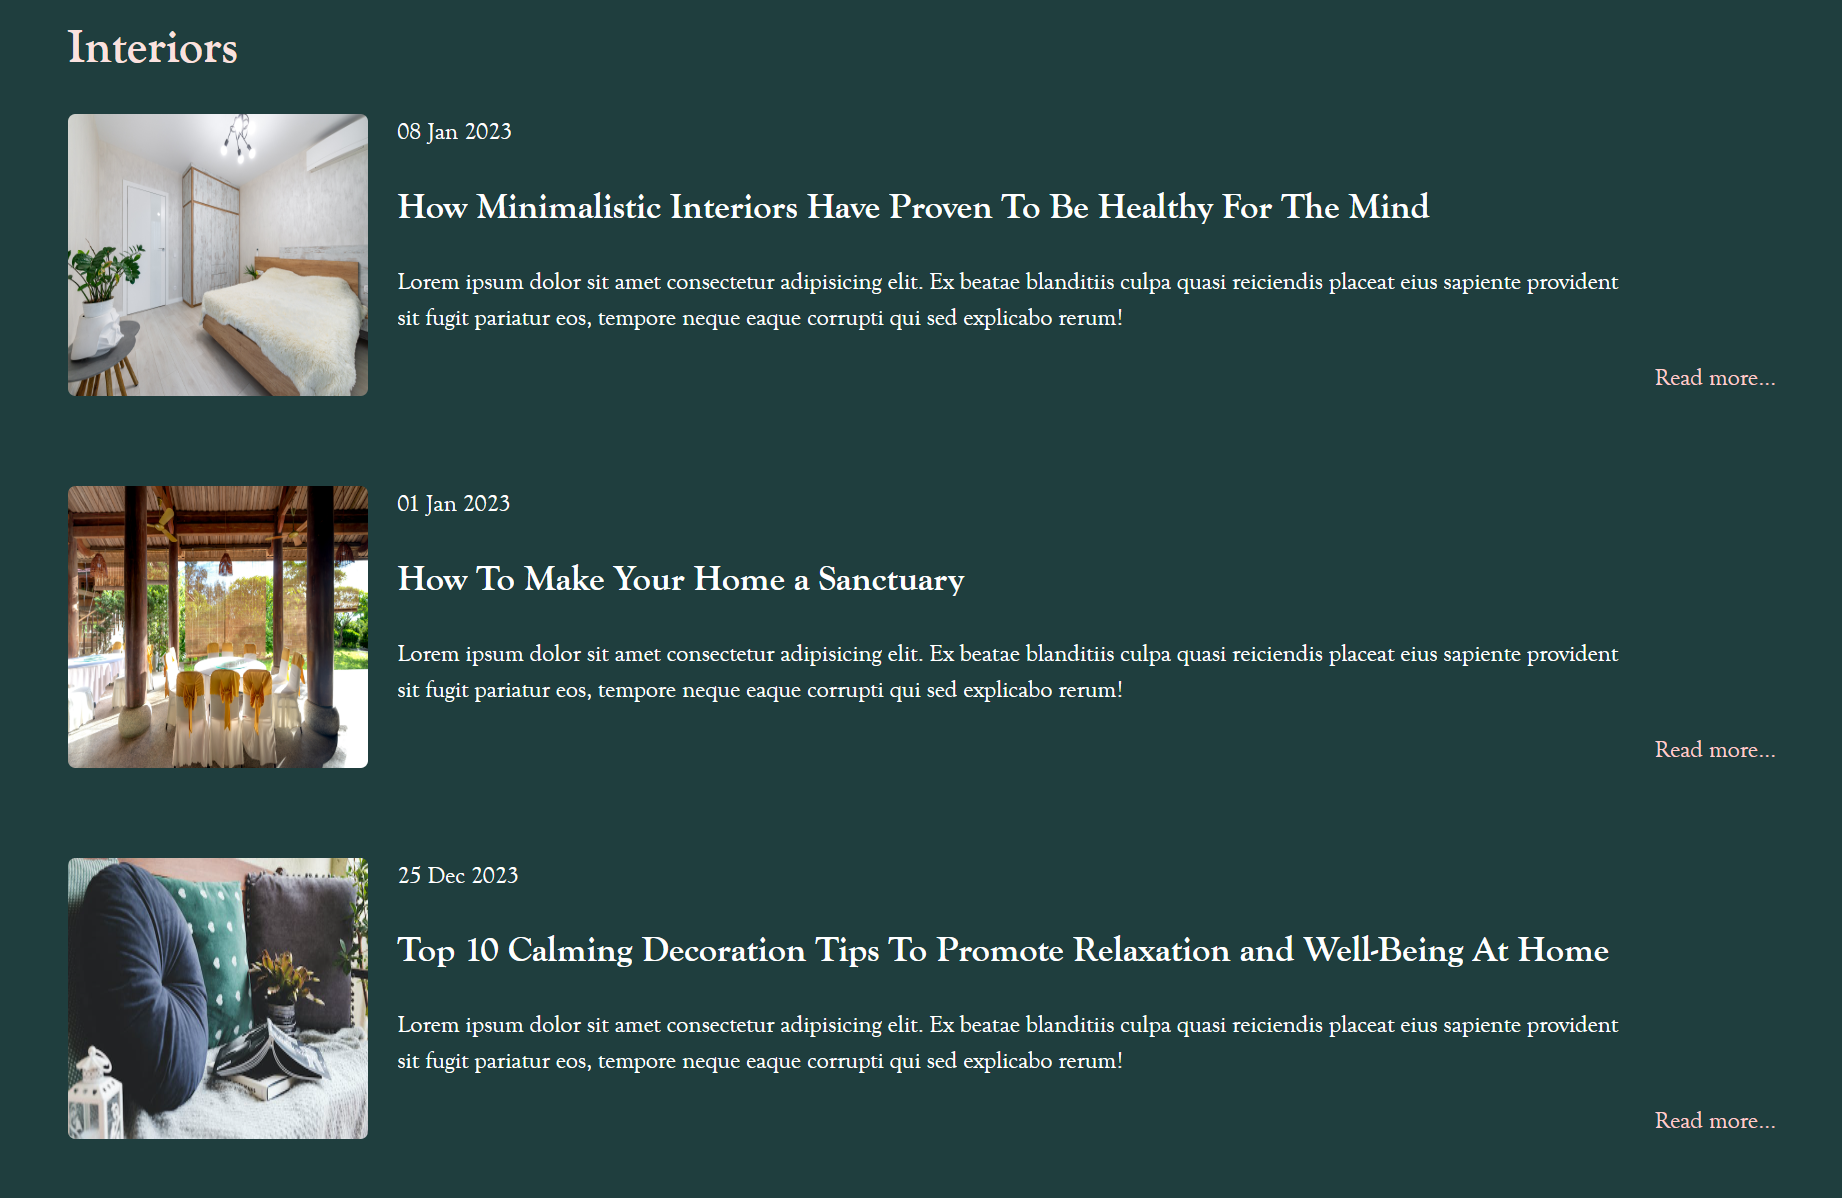 Interiors
08 Jan 2023
How Minimalistic Interiors Have Proven To Be Healthy For The Mind
Lorem ipsum dolor sit amet consectetur adipisicing elit. Ex beatae blanditiis culpa quasi reiciendis placeat eius sapiente provident
sit fugit pariatur eos, tempore neque eaque corrupti qui sed explicabo rerum!
Read more...
01 Jan 2023
How To Make Your Home a Sanctuary
Lorem ipsum dolor sit amet consectetur adipisicing elit. Ex beatae blanditiis culpa quasi reiciendis placeat eius sapiente provident
sit fugit pariatur eos, tempore neque eaque corrupti qui sed explicabo rerum!
Read more...
25 Dec 2023
Top 10 Calming Decoration Tips To Promote Relaxation and Well-Being At Home
Lorem ipsum dolor sit amet consectetur adipisicing elit. Ex beatae blanditiis culpa quasi reiciendis placeat eius sapiente provident
sit fugit pariatur eos, tempore neque eaque corrupti qui sed explicabo rerum!
Read more...